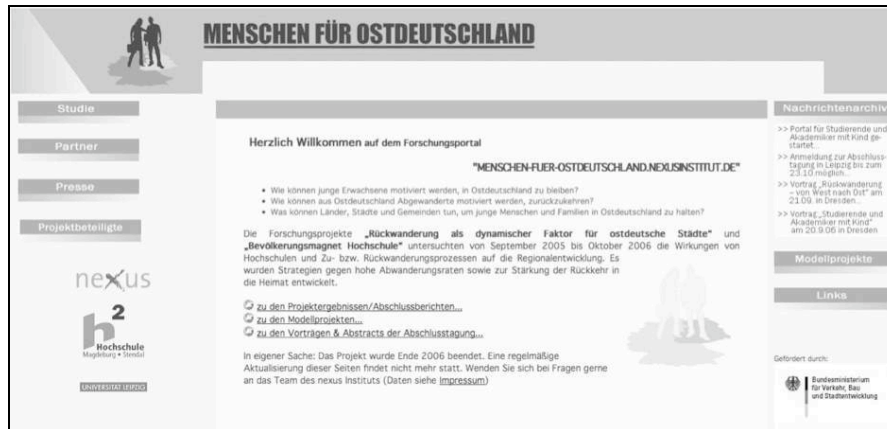 MENSCHEN FÜR OSTDEUTSCHLAND
Studie
Partner
Presse
Projektbeteiligte
nexus
h2
Hochschule
Magdeburg • Stendal
UNIVERSITÄT LEIPZIG
Herzlich Willkommen auf dem Forschungsportal
"MENSCHEN-FUER-OSTDEUTSCHLAND.NEXUSINSTITUT.DE"
• Wie können junge Erwachsene motiviert werden, in Ostdeutschland zu bleiben?
• Wie können aus Ostdeutschland Abgewanderte motiviert werden, zurückzukehren?
• Was können Länder, Städte und Gemeinden tun, um junge Menschen und Familien in Ostdeutschland zu halten?
Die Forschungsprojekte „Rückwanderung als dynamischer Faktor für ostdeutsche Städte" und
„Bevölkerungsmagnet Hochschule" untersuchten von September 2005 bis Oktober 2006 die Wirkungen von
Hochschulen und Zu- bzw. Rückwanderungsprozessen auf die Regionalentwicklung. Es
wurden Strategien gegen hohe Abwanderungsraten sowie zur Stärkung der Rückkehr in
die Heimat entwickelt.
zu den Projektergebnissen/Abschlussberichten...
zu den Modellprojekten...
zu den Vorträgen & Abstracts der Abschlusstagung...
In eigener Sache: Das Projekt wurde Ende 2006 beendet. Eine regelmäßige
Aktualisierung dieser Seiten findet nicht mehr statt. Wenden Sie sich bei Fragen gerne
an das Team des nexus Instituts (Daten siehe Impressum)
Nachrichtenarchiv
>> Portal für Studierende und
Akademiker mit Kind ge-
startet...
>> Anmeldung zur Abschluss-
tagung in Leipzig bis zum
23.10.möglich...
>> Vortrag „Rückwanderung
– von West nach Ost" am
21.09. in Dresden...
>> Vortrag „Studierende und
Akademiker mit Kind"
am 20.9.06 in Dresden
Modellprojekte
Links
Gefördert durch:
Bundesministerium
für Verkehr, Bau
und Stadtentwicklung